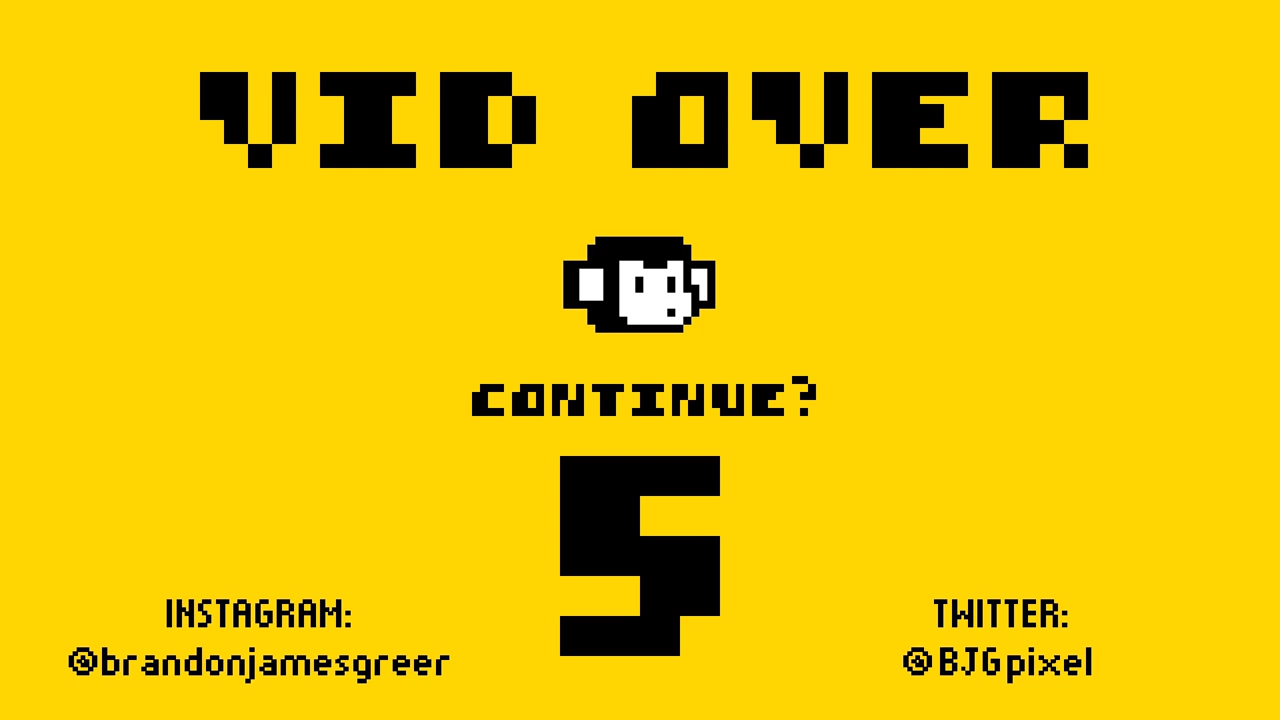 VID OVER
CONTINUE?
5
INSTAGRAM:
@brandonjamesgreer
TWITTER:
@BJGpixel